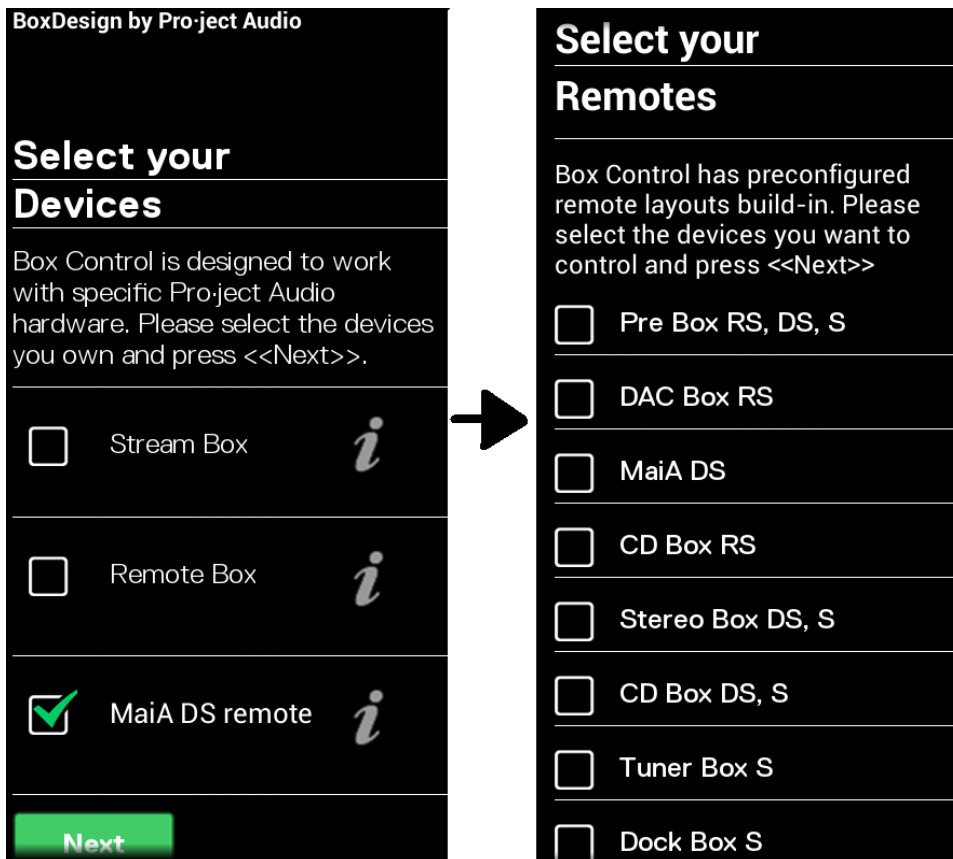 BoxDesign by Pro·ject Audio
Select your
Devices
Box Control is designed to work
with specific Pro·ject Audio
hardware. Please select the devices
you own and press <<Next>>.
Stream Box
Remote Box
MaiA DS remote
Next
Select your
Remotes
Box Control has preconfigured
remote layouts build-in. Please
select the devices you want to
control and press <<Next>>
Pre Box RS, DS, S
DAC Box RS
MaiA DS
CD Box RS
Stereo Box DS, S
CD Box DS, S
Tuner Box S
Dock Box S